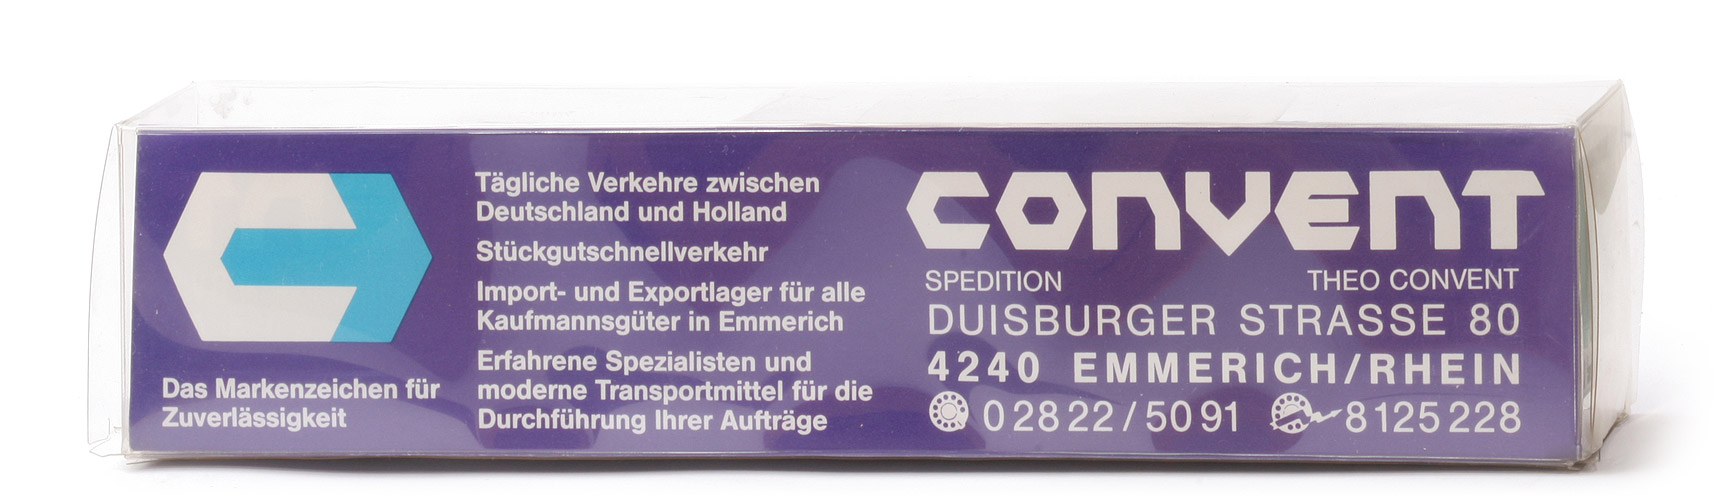 Das Markenzeichen für
Zuverlässigkeit
Tägliche Verkehre zwischen
Deutschland und Holland
Stückgutschnellverkehr
Import- und Exportlager für alle
Kaufmannsgüter in Emmerich
Erfahrene Spezialisten und
moderne Transportmittel für die
Durchführung Ihrer Aufträge
CONVENT
SPEDITION THEO CONVENT
DUISBURGER STRASSE 80
4240 EMMERICH/RHEIN
02822/5091 8125228